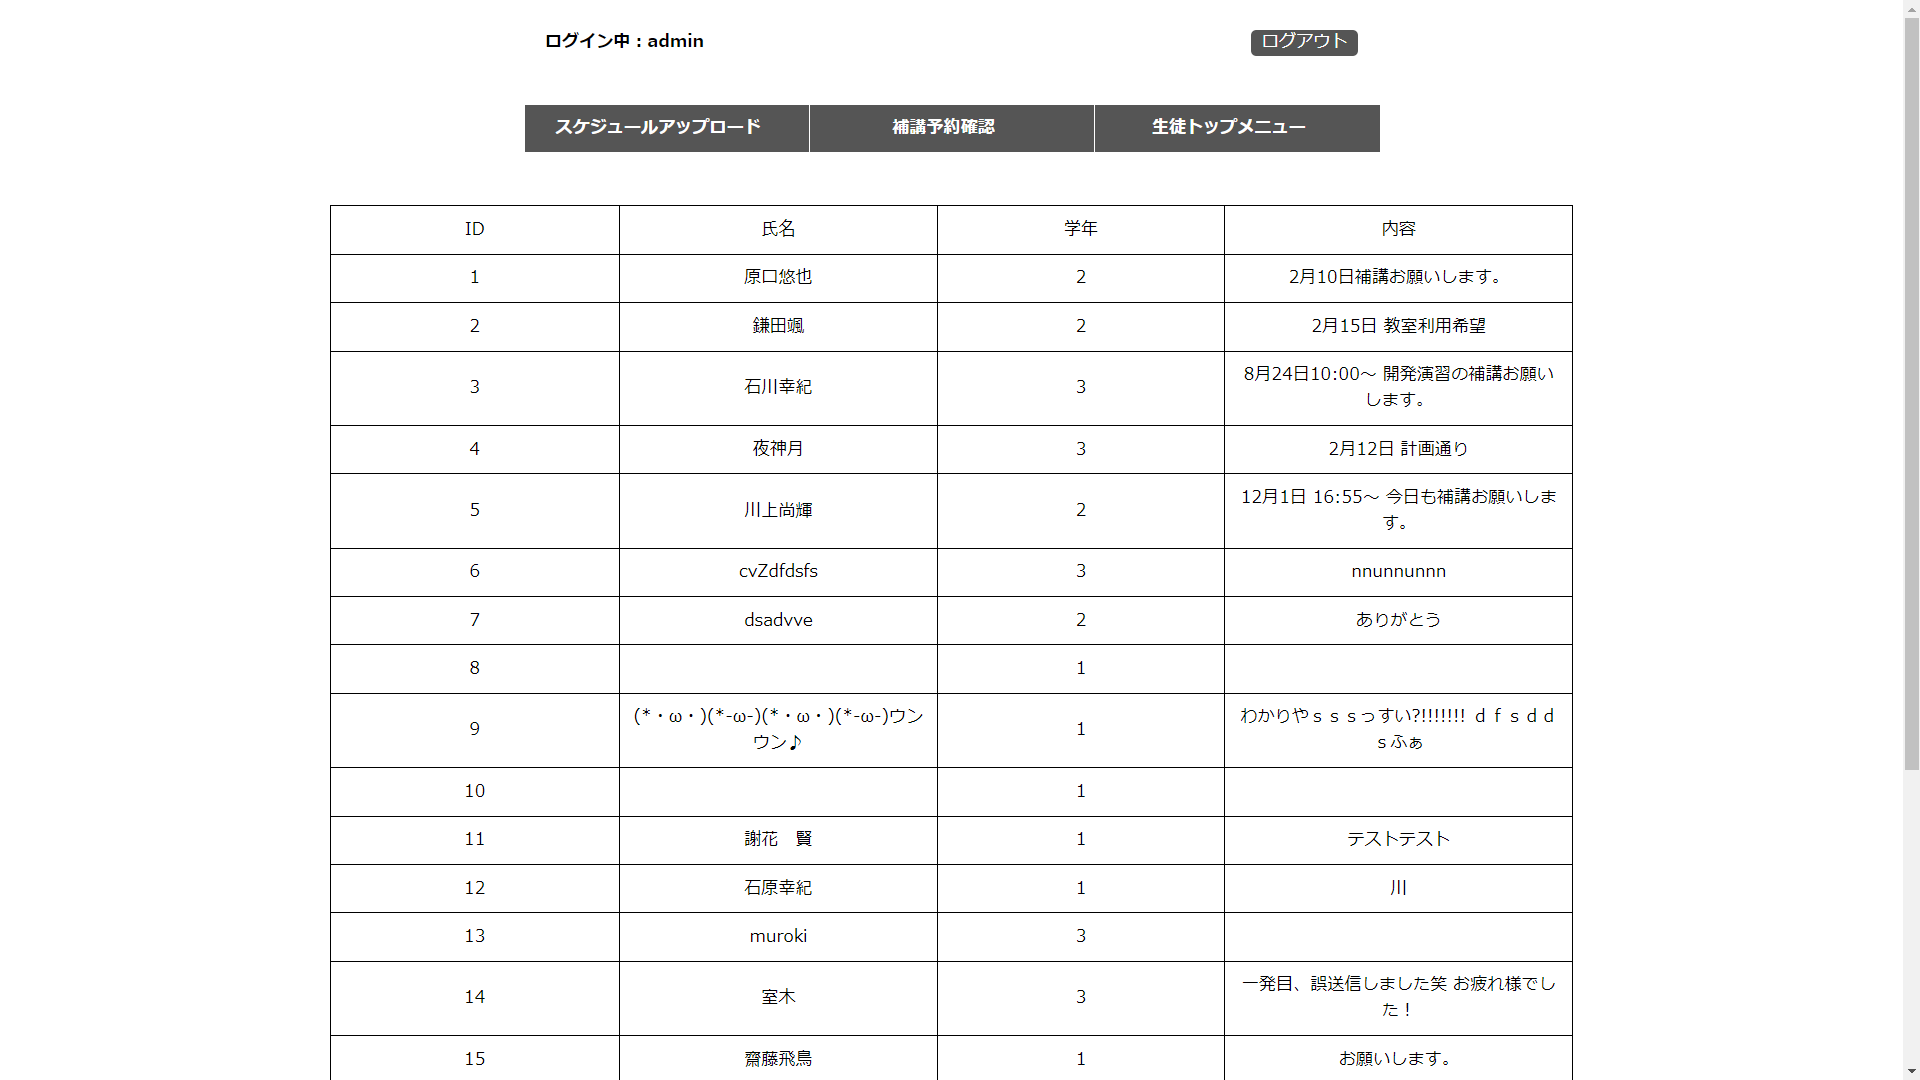 ログイン中：admin
ログアウト
スケジュールアップロード 補講予約確認 生徒トップメニュー
ID 氏名 学年 内容
1 原口悠也 2 2月10日補講お願いします。
2 鎌田颯 2 2月15日 教室利用希望
3 石川幸紀 3 8月24日10:00～ 開発演習の補講お願い
します。
4 夜神月 3 2月12日 計画通り
5 川上尚輝 2 12月1日 16:55～ 今日も補講お願いしま
す。
6 cvZdfdsfs 3 nnunnunnn
7 dsadvve 2 ありがとう
8 1
9 (*・ω・)(*-ω-)(*・ω・)(*-ω-)ウン
ウン♪ 1 わかりやｓｓｓっすい?!!!!!!! ｄｆｓｄｄ
ｓふぁ
10 1
11 謝花　賢 1 テストテスト
12 石原幸紀 1 川
13 muroki 3
14 室木 3 一発目、誤送信しました笑 お疲れ様でし
た！
15 齋藤飛鳥 1 お願いします。